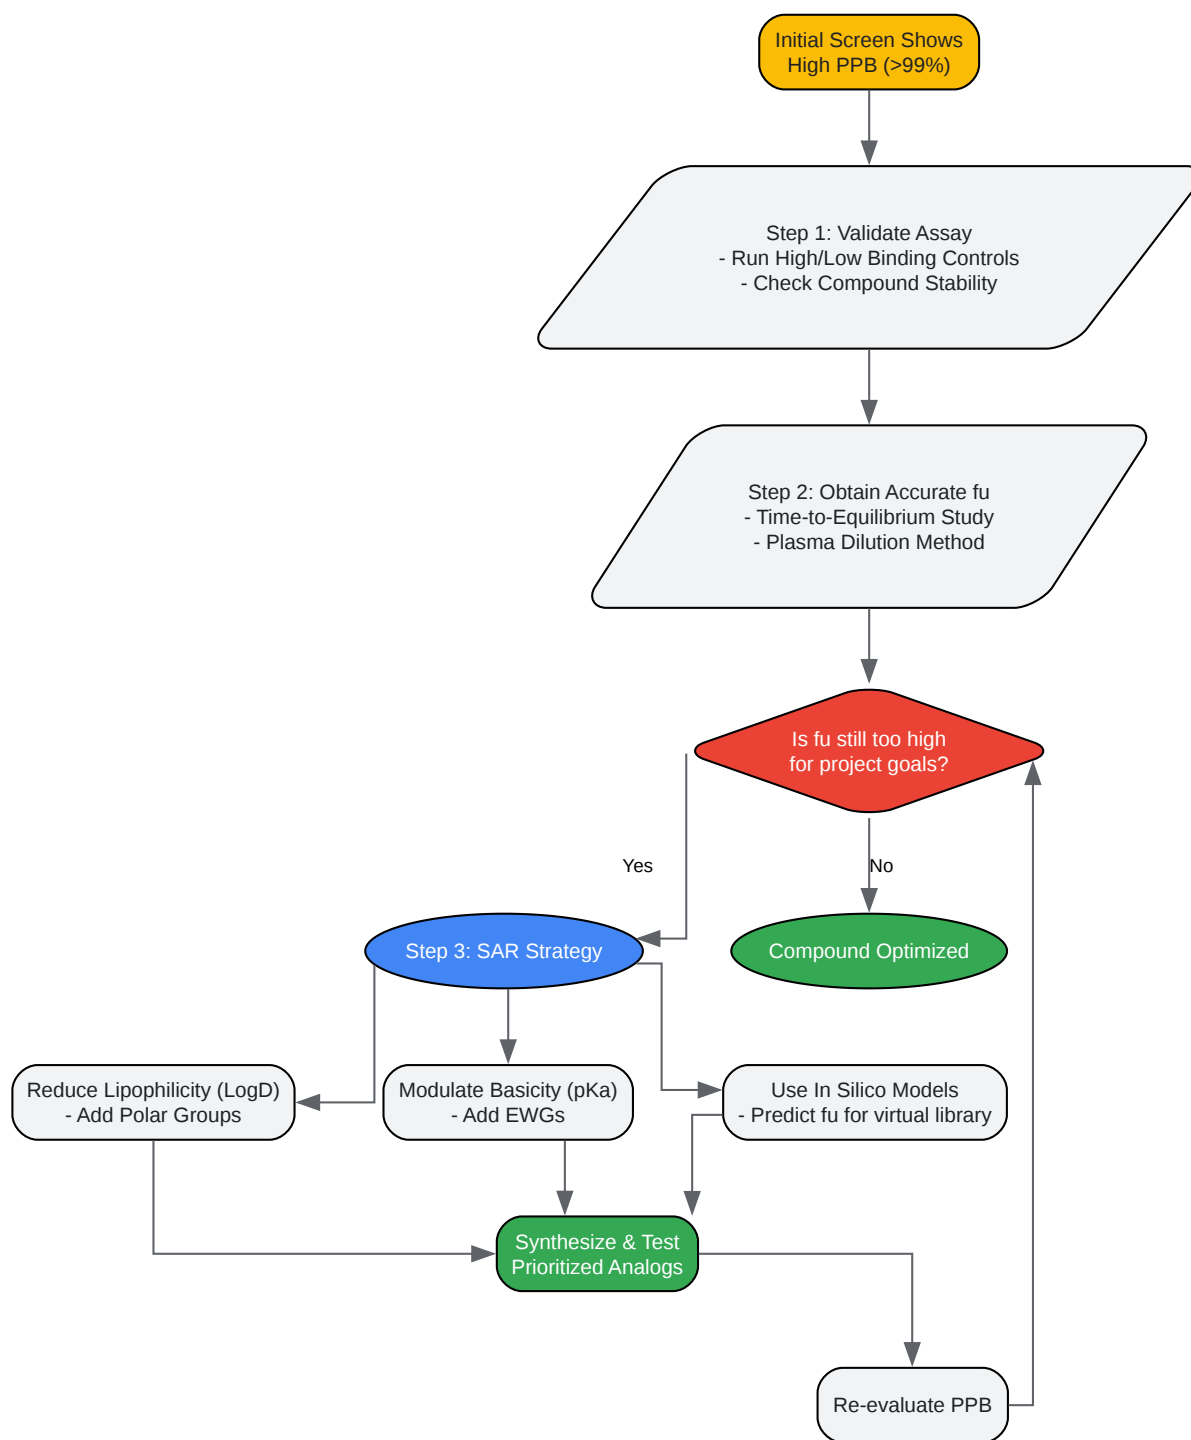 Initial Screen Shows
High PPB (>99%)
Step 1: Validate Assay
- Run High/Low Binding Controls
- Check Compound Stability
Step 2: Obtain Accurate fu
- Time-to-Equilibrium Study
- Plasma Dilution Method
Is fu still too high
for project goals?
Yes
No
Step 3: SAR Strategy
Compound Optimized
Reduce Lipophilicity (LogD)
- Add Polar Groups
Modulate Basicity (pKa)
- Add EWGs
Use In Silico Models
- Predict fu for virtual library
Synthesize & Test
Prioritized Analogs
Re-evaluate PPB